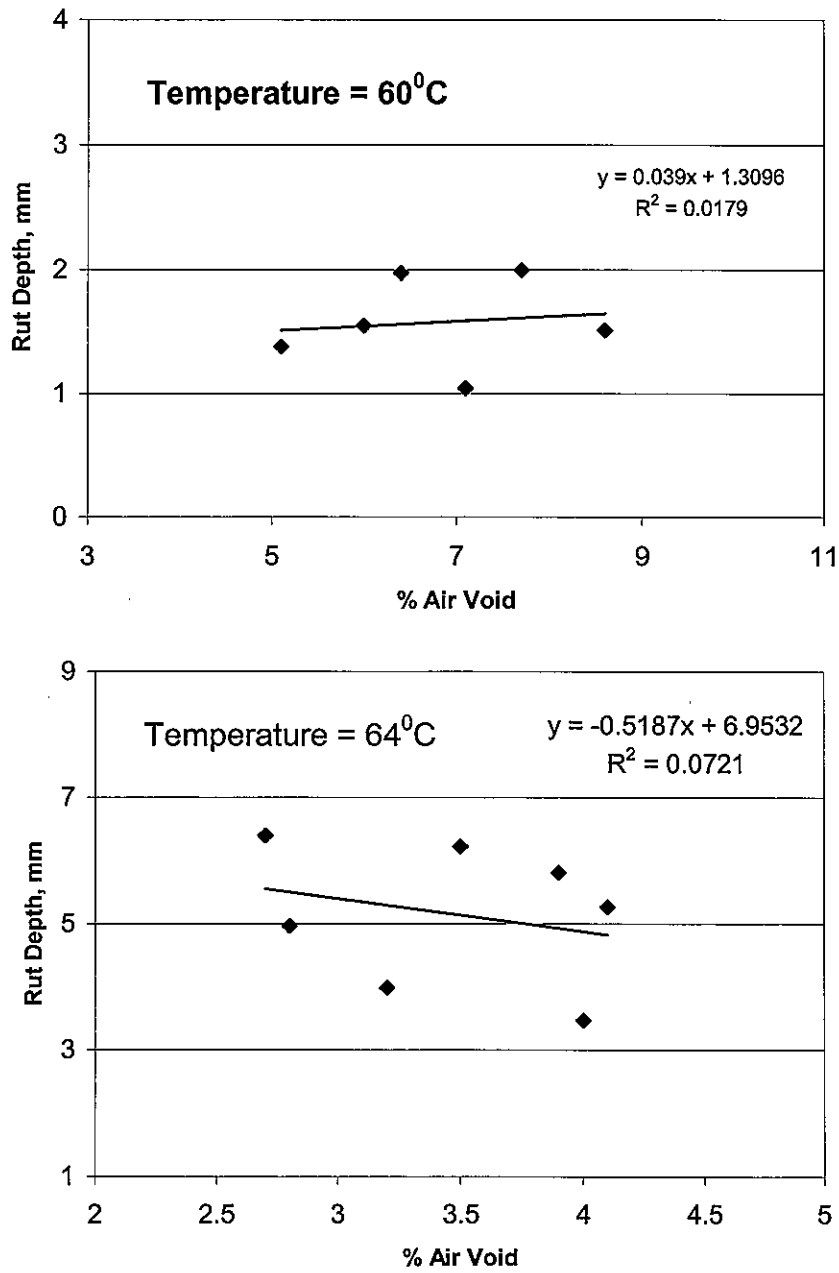 4
Temperature = 60⁰C
3
y = 0.039x + 1.3096
R² = 0.0179
Rut Depth, mm
2
1
0
3 5 7 9 11
% Air Void
9
Temperature = 64⁰C
y = -0.5187x + 6.9532
R² = 0.0721
7
Rut Depth, mm
5
3
1
2 2.5 3 3.5 4 4.5 5
% Air Void